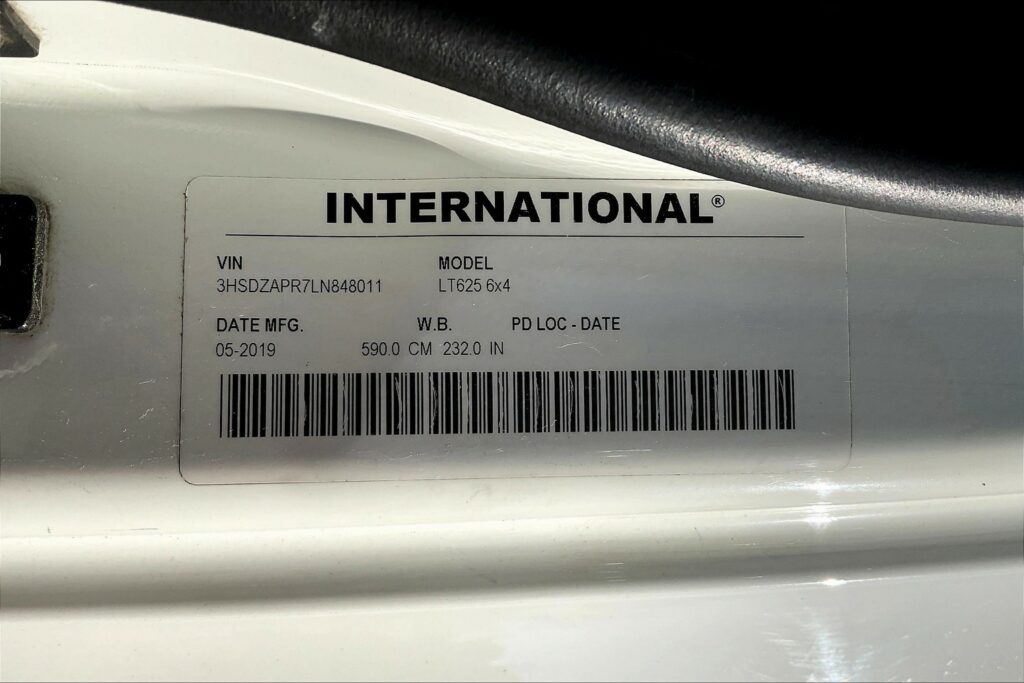 INTERNATIONAL®
VIN MODEL
3HSDZAPR7LN848011 LT625 6x4
DATE MFG. W.B. PD LOC - DATE
05-2019 590.0 CM 232.0 IN